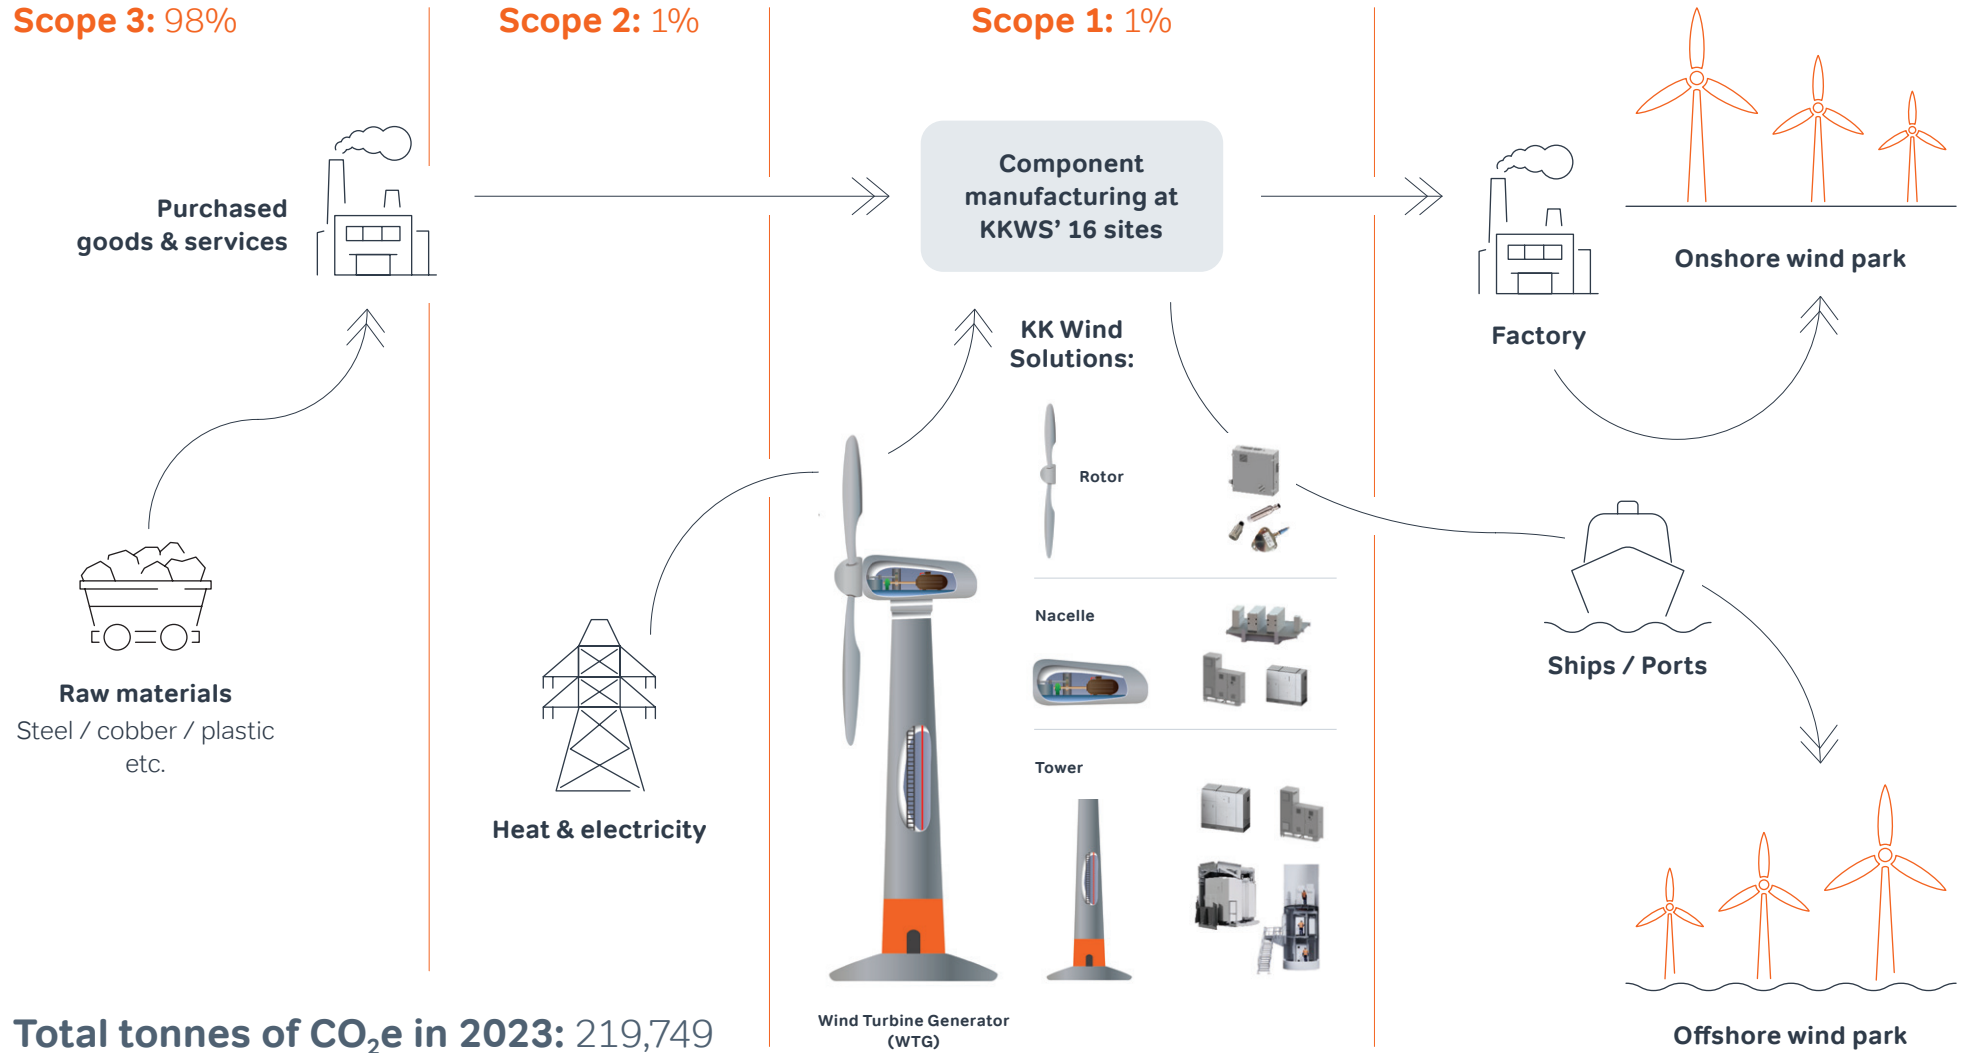 Scope 3: 98%
Scope 2: 1%
Scope 1: 1%
Purchased
goods & services
Component
manufacturing at
KKWS’ 16 sites
Onshore wind park
Factory
KK Wind
Solutions:
Rotor
Nacelle
Tower
Raw materials
Steel / cobber / plastic
etc.
Heat & electricity
Ships / Ports
Wind Turbine Generator
(WTG)
Offshore wind park
Total tonnes of CO₂e in 2023: 219,749